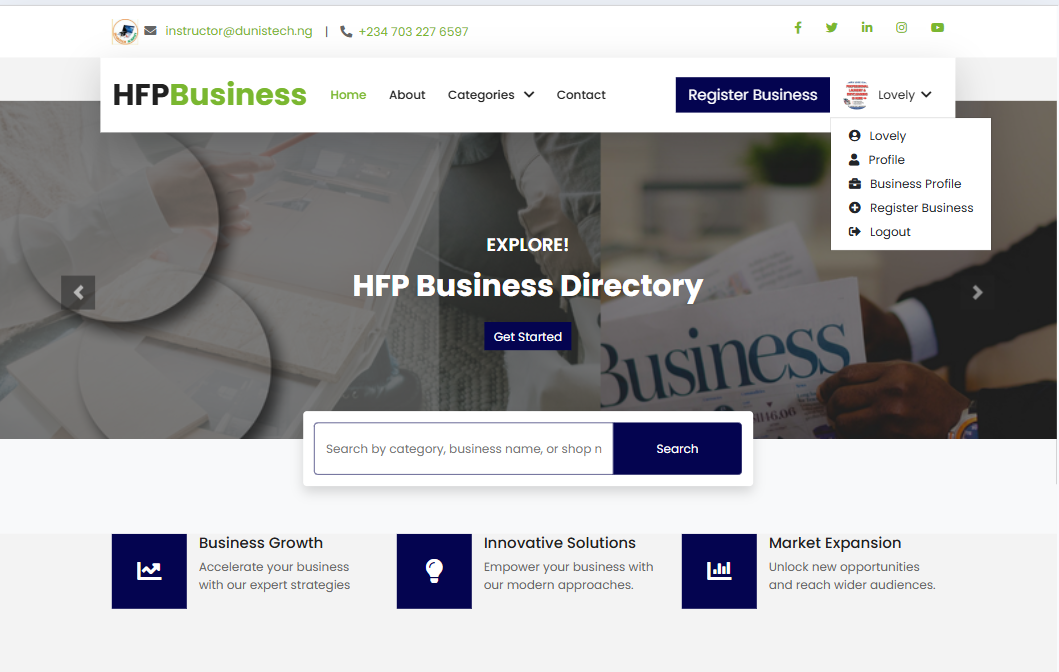 instructor@dunistech.ng | +234 703 227 6597
HFPBusiness
Home
About
Categories
Contact
Register Business
Lovely
Lovely
Profile
Business Profile
Register Business
Logout
EXPLORE!
HFP Business Directory
Get Started
Business
Search by category, business name, or shop n
Search
Business Growth
Accelerate your business
with our expert strategies
Innovative Solutions
Empower your business with
our modern approaches.
Market Expansion
Unlock new opportunities
and reach wider audiences.